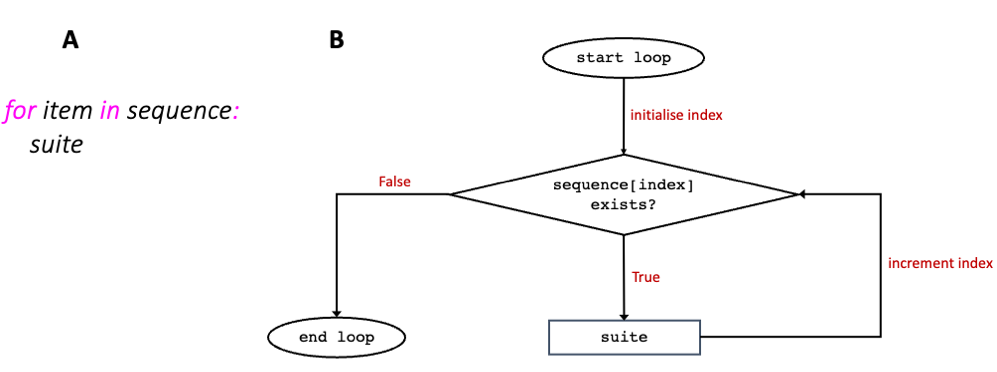 A
for item in sequence:
suite
B
start loop
initialise index
sequence[index]
exists?
False
True
increment index
end loop
suite